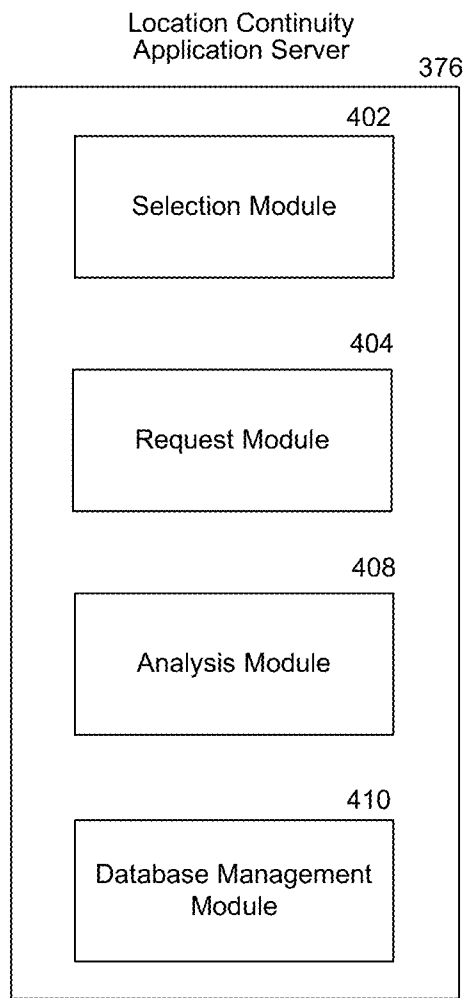 Location Continuity
Application Server
376
402
Selection Module
404
Request Module
408
Analysis Module
410
Database Management
Module